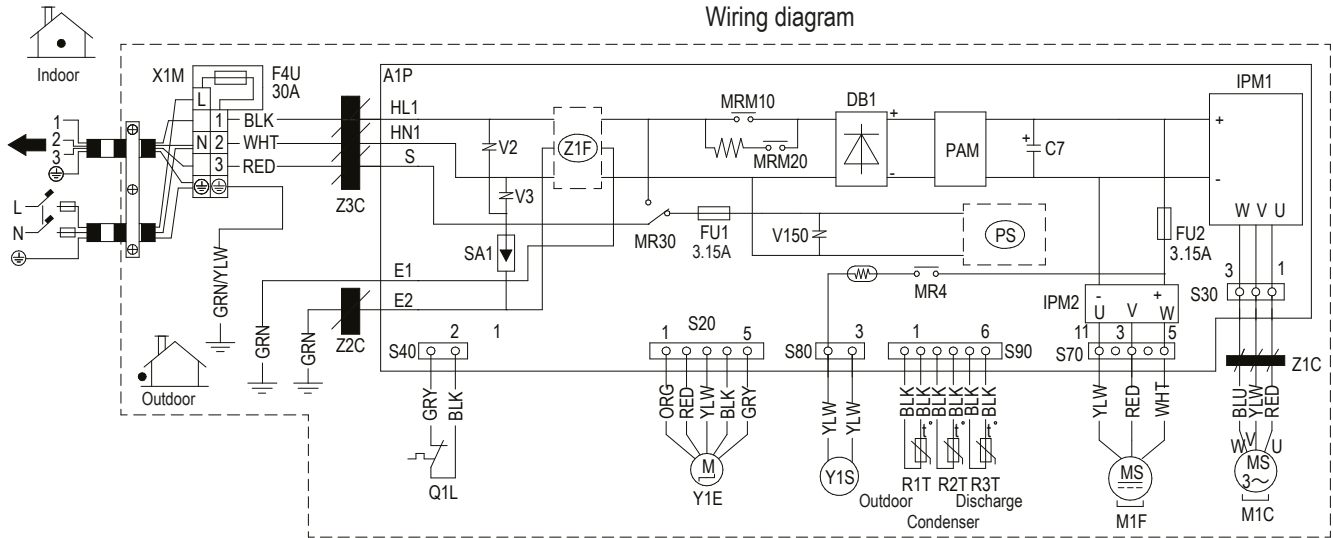 Wiring diagram
Indoor
X1M
F4U
30A
L
1
BLK
N
2
WHT
3
RED
1
2
3
L
N
GRN/YLW
GRN
GRN
Outdoor
Z3C
Z2C
A1P
HL1
HN1
S
E1
E2
V2
V3
SA1
Z1F
MRM10
MRM20
DB1
+
-
PAM
+
C7
IPM1
+
-
W V U
MR30
FU1
3.15A
V150
PS
FU2
3.15A
MR4
IPM2
-
+
U
V
W
3
1
S30
Z1C
S40
2
1
S20
1
5
S80
3
1
6
S90
11
3
5
S70
GRY
BLK
ORG
RED
YLW
BLK
GRY
YLW
YLW
BLK
BLK
BLK
BLK
BLK
BLK
YLW
RED
WHT
BLU
YLW
RED
t°
t°
t°
W
V
U
Q1L
M
Y1E
Y1S
R1T
R2T
R3T
Outdoor
Discharge
Condenser
MS
M1F
MS
3~
M1C